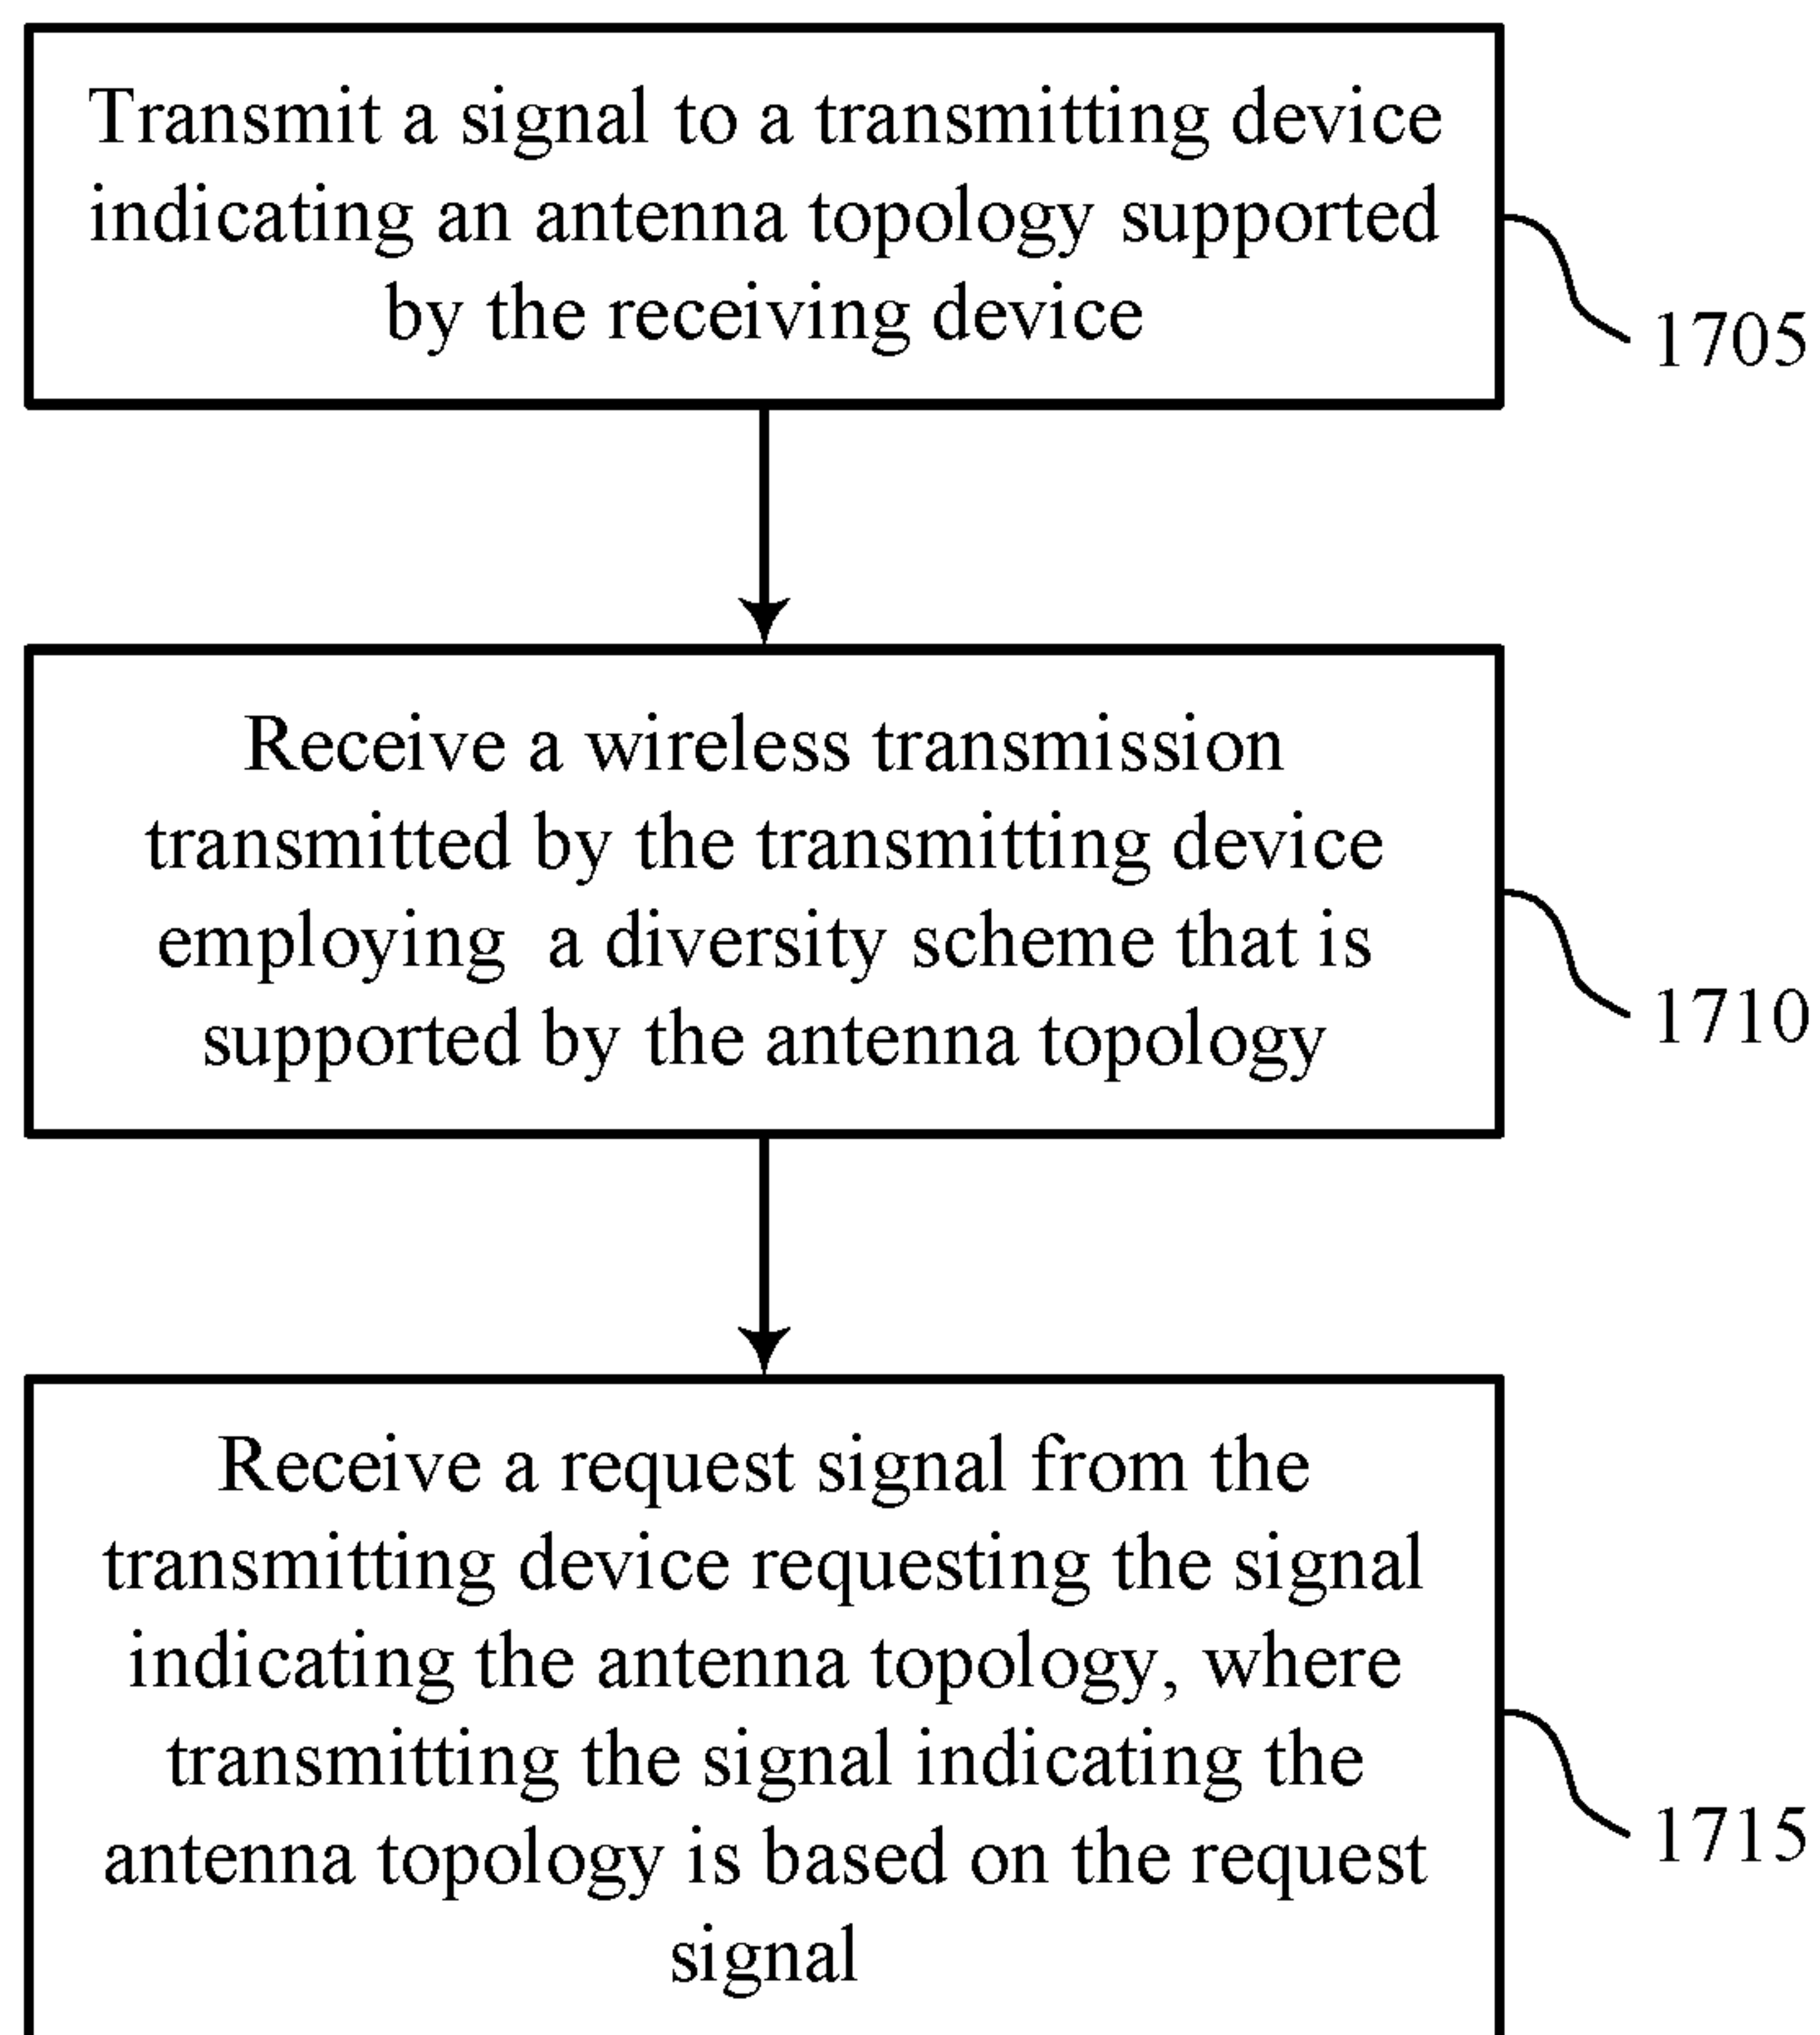 Transmit a signal to a transmitting device
indicating an antenna topology supported
by the receiving device
1705
Receive a wireless transmission
transmitted by the transmitting device
employing a diversity scheme that is
supported by the antenna topology
1710
Receive a request signal from the
transmitting device requesting the signal
indicating the antenna topology, where
transmitting the signal indicating the
antenna topology is based on the request
signal
1715